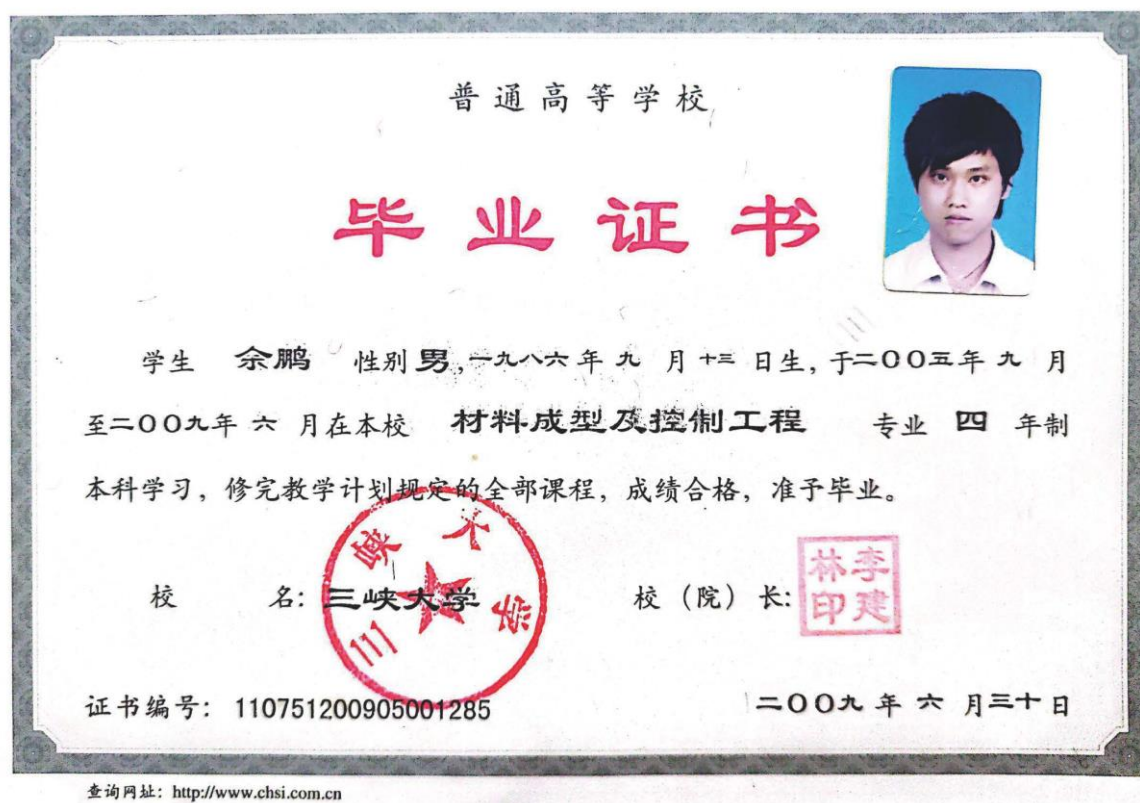 普通高等学校
毕业证书
学生 余鹏 性别 男,一九八六年 九 月 十三 日生,于二〇〇五年 九 月
至二〇〇九年 六 月在本校 材料成型及控制工程 专业 四 年制
本科学习,修完教学计划规定的全部课程,成绩合格,准予毕业。
校 名: 三峡大学 校(院)长:
三峡大学
李建林印
证书编号: 110751200905001285 二〇〇九 年 六 月三十日
查询网址: http://www.chsi.com.cn